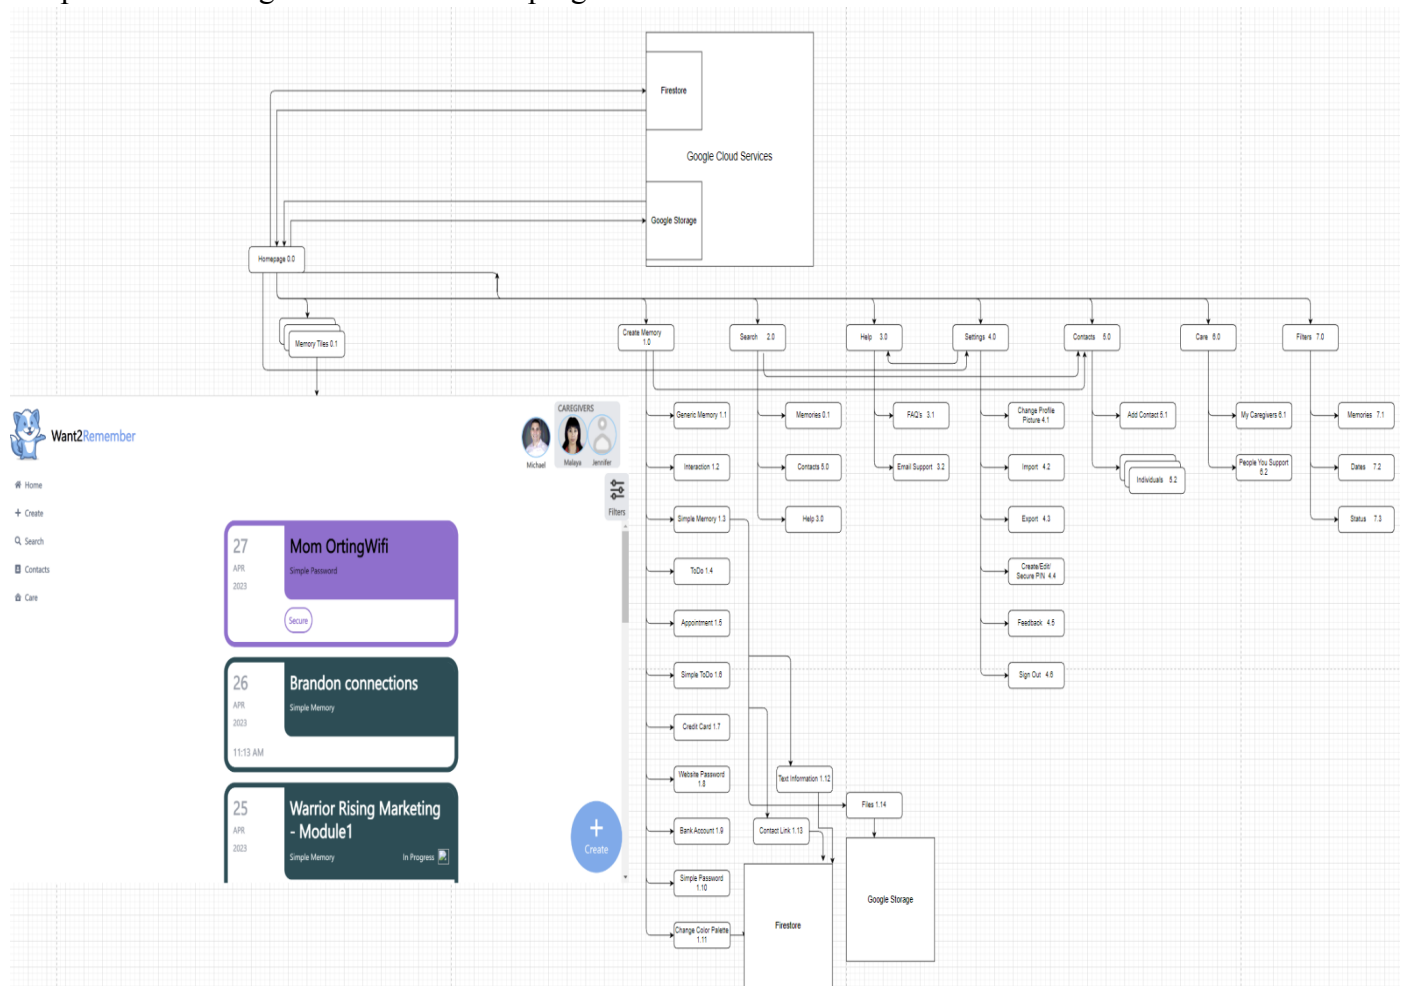 Firestore
Google Cloud Services
Google Storage
Homepage 0.0
Memory Tiles 0.1
Create Memory
1.0
Search 2.0
Help 3.0
Settings 4.0
Contacts 5.0
Care 6.0
Filters 7.0
Generic Memory 1.1
Interaction 1.2
Simple Memory 1.3
ToDo 1.4
Appointment 1.5
Simple ToDo 1.6
Credit Card 1.7
Website Password
1.8
Bank Account 1.9
Simple Password
1.10
Change Color Palette
1.11
Memories 0.1
Contacts 5.0
Help 3.0
FAQ's 3.1
Email Support 3.2
Change Profile
Picture 4.1
Import 4.2
Export 4.3
Create/Edit/
Secure PIN 4.4
Feedback 4.5
Sign Out 4.6
Add Contact 5.1
Individuals 5.2
My Caregivers 6.1
People You Support
6.2
Memories 7.1
Dates 7.2
Status 7.3
Text Information 1.12
Contact Link 1.13
Files 1.14
Firestore
Google Storage
Want2Remember
CAREGIVERS
Michael
Malaya
Jennifer
Home
Create
Search
Contacts
Care
Filters
27
APR
2023
Mom OrtingWifi
Simple Password
Secure
26
APR
2023
11:13 AM
Brandon connections
Simple Memory
25
APR
2023
Warrior Rising Marketing
- Module1
Simple Memory
In Progress
+
Create